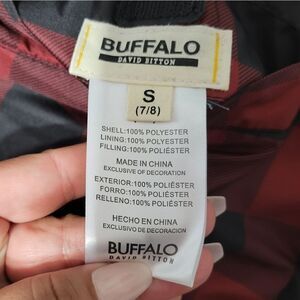 BUFFALO
DAVID BITTON
S
(7/8)
SHELL:100% POLYESTER
LINING:100% POLYESTER
FILLING:100% POLYESTER
MADE IN CHINA
EXCLUSIVE OF DECORATION
EXTERIOR:100% POLIÉSTER
FORRO:100% POLIÉSTER
RELLENO:100% POLIÉSTER
HECHO EN CHINA
EXCLUSIVO DE DECORACION
BUFFALO
DAVID BITTON